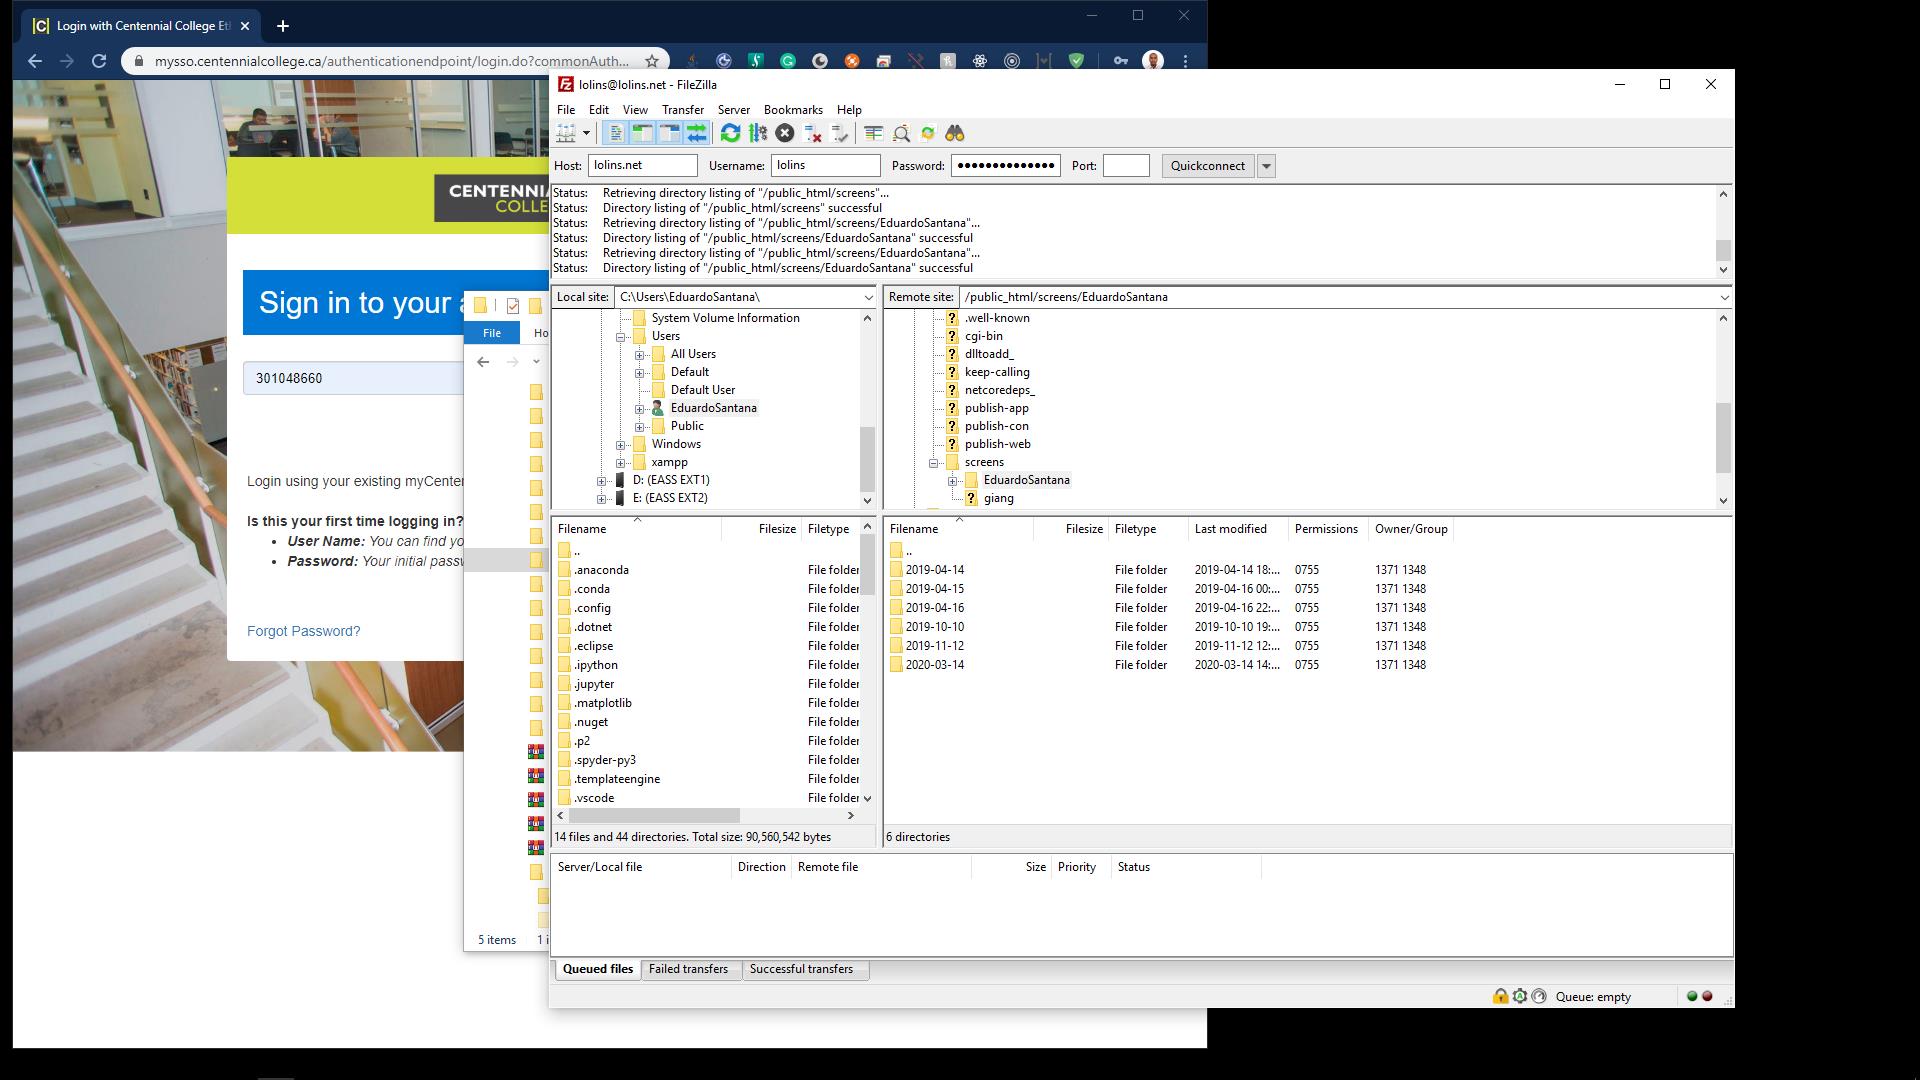 Login with Centennial College Et
mysso.centennialcollege.ca/authenticationendpoint/login.do?commonAuth...
CENTENNIA
COLLE
Sign in to your a
301048660
Login using your existing myCente
Is this your first time logging in?
User Name: You can find yo
Password: Your initial passw
Forgot Password?
File Ho
5 items 1 i
lolins@lolins.net - FileZilla
File Edit View Transfer Server Bookmarks Help
Host: lolins.net Username: lolins Password: ●●●●●●●●●●●●●● Port: Quickconnect
Status: Retrieving directory listing of "/public_html/screens"...
Status: Directory listing of "/public_html/screens" successful
Status: Retrieving directory listing of "/public_html/screens/EduardoSantana"...
Status: Directory listing of "/public_html/screens/EduardoSantana" successful
Status: Retrieving directory listing of "/public_html/screens/EduardoSantana"...
Status: Directory listing of "/public_html/screens/EduardoSantana" successful
Local site: C:\Users\EduardoSantana\
System Volume Information
Users
All Users
Default
Default User
EduardoSantana
Public
Windows
xampp
D: (EASS EXT1)
E: (EASS EXT2)
Remote site: /public_html/screens/EduardoSantana
.well-known
cgi-bin
dlltoadd_
keep-calling
netcoredeps_
publish-app
publish-con
publish-web
screens
EduardoSantana
giang
Filename Filesize Filetype
..
.anaconda File folder
.conda File folder
.config File folder
.dotnet File folder
.eclipse File folder
.ipython File folder
.jupyter File folder
.matplotlib File folder
.nuget File folder
.p2 File folder
.spyder-py3 File folder
.templateengine File folder
.vscode File folder
14 files and 44 directories. Total size: 90,560,542 bytes
Filename Filesize Filetype Last modified Permissions Owner/Group
..
2019-04-14 File folder 2019-04-14 18:... 0755 1371 1348
2019-04-15 File folder 2019-04-16 00:... 0755 1371 1348
2019-04-16 File folder 2019-04-16 22:... 0755 1371 1348
2019-10-10 File folder 2019-10-10 19:... 0755 1371 1348
2019-11-12 File folder 2019-11-12 12:... 0755 1371 1348
2020-03-14 File folder 2020-03-14 14:... 0755 1371 1348
6 directories
Server/Local file Direction Remote file Size Priority Status
Queued files Failed transfers Successful transfers
Queue: empty